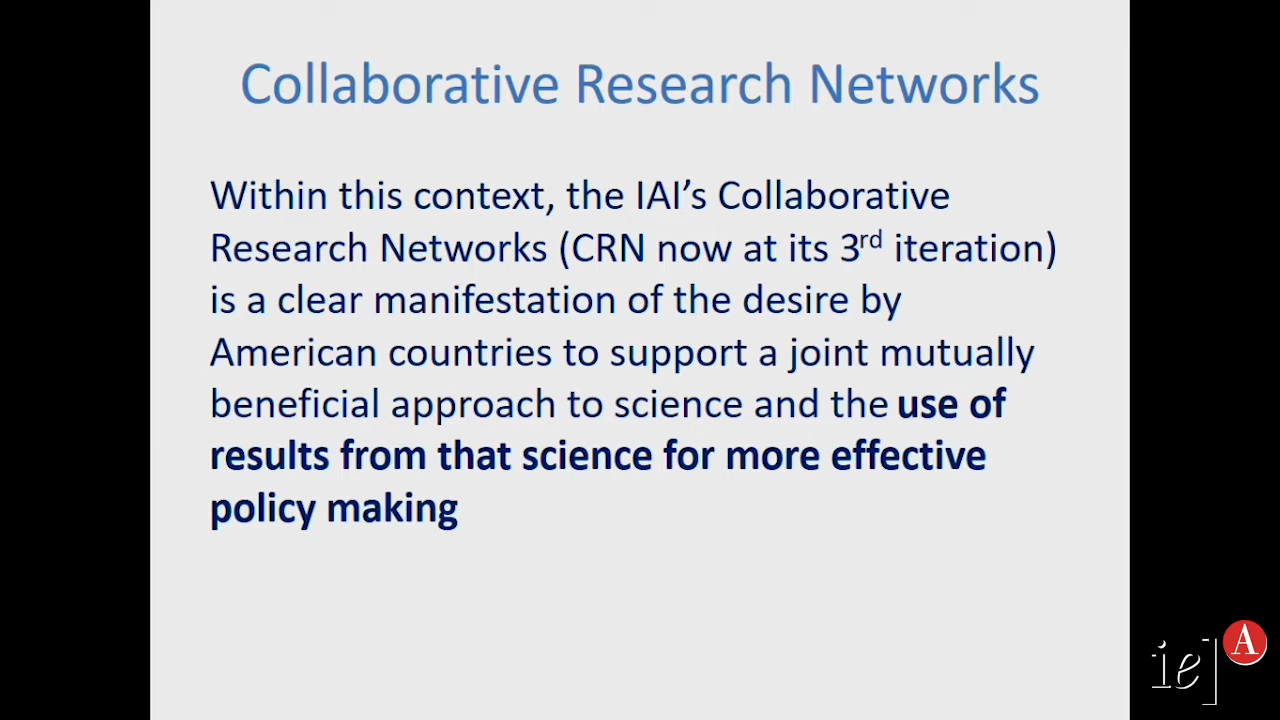 Collaborative Research Networks
Within this context, the IAI’s Collaborative
Research Networks (CRN now at its 3rd iteration)
is a clear manifestation of the desire by
American countries to support a joint mutually
beneficial approach to science and the use of
results from that science for more effective
policy making
ie]
A